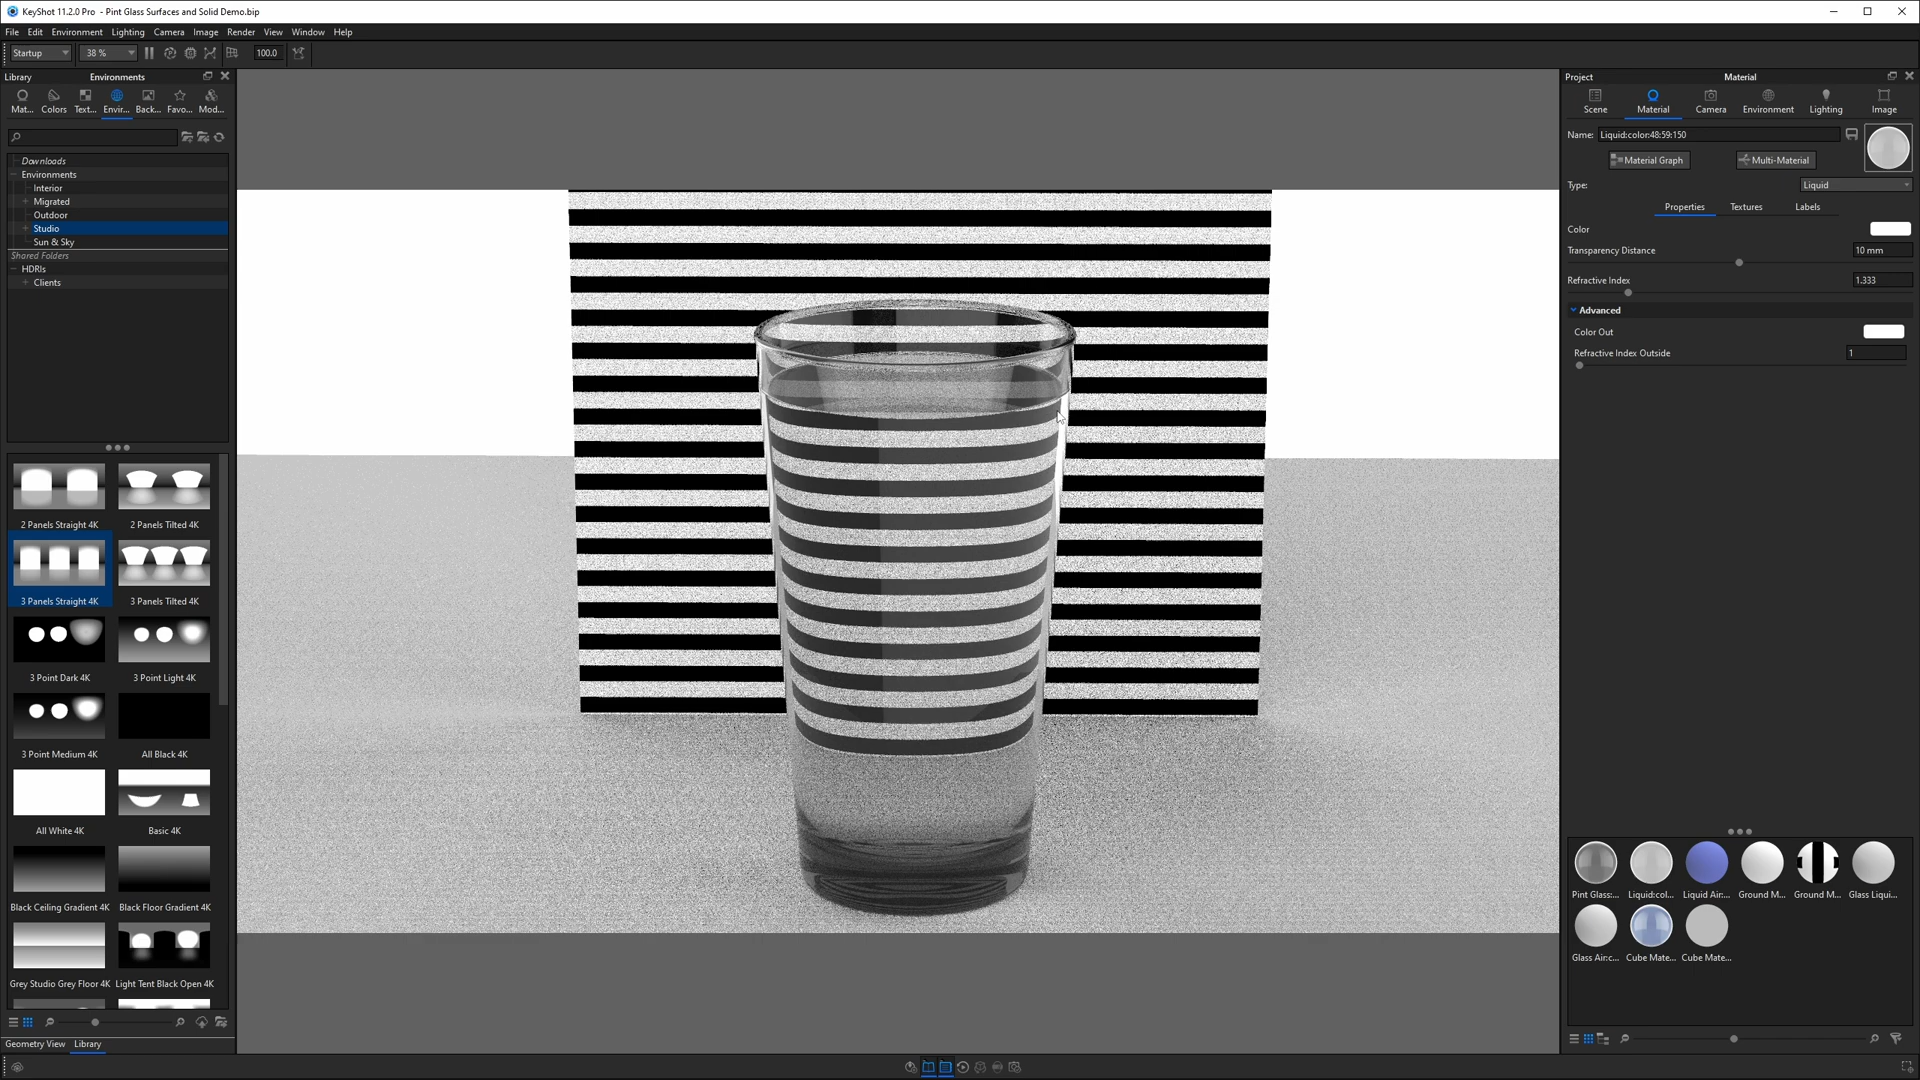 KeyShot 11.2.0 Pro  - Pint Glass Surfaces and Solid Demo.bip
File Edit Environment Lighting Camera Image Render View Window Help
Startup 38 % 100.0
Library Environments
Mat... Colors Text... Envir... Back... Favo... Mod...
Downloads
Environments
Interior
Migrated
Outdoor
Studio
Sun & Sky
Shared Folders
HDRIs
Clients
2 Panels Straight 4K 2 Panels Tilted 4K
3 Panels Straight 4K 3 Panels Tilted 4K
3 Point Dark 4K 3 Point Light 4K
3 Point Medium 4K All Black 4K
All White 4K Basic 4K
Black Ceiling Gradient 4K Black Floor Gradient 4K
Grey Studio Grey Floor 4K Light Tent Black Open 4K
Geometry View Library
Project Material
Scene Material Camera Environment Lighting Image
Name: Liquid:color:48:59:150
Material Graph Multi-Material
Type: Liquid
Properties Textures Labels
Color
Transparency Distance 10 mm
Refractive Index 1.333
Advanced
Color Out
Refractive Index Outside 1
Pint Glass:... Liquid:col... Liquid Air:... Ground M... Ground M... Glass Liqui...
Glass Air:c... Cube Mate... Cube Mate...